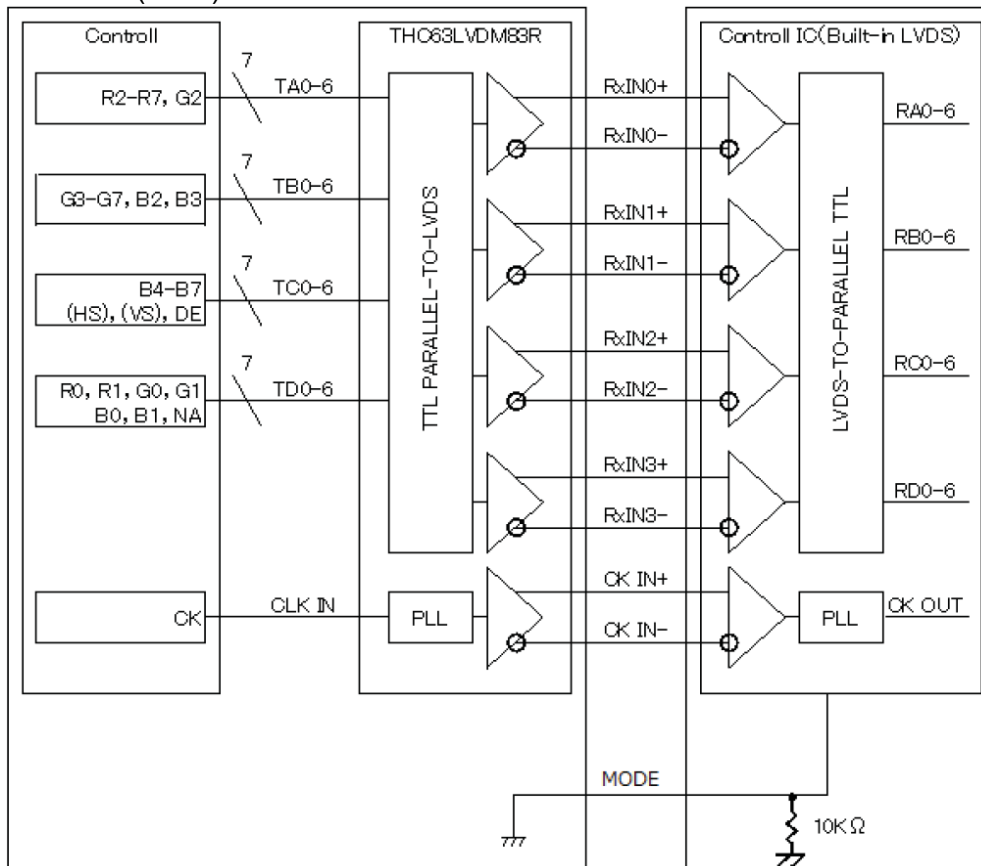 Controll
THC63LVDM83R
Controll IC(Built-in LVDS)
R2-R7, G2
7
TA0-6
G3-G7, B2, B3
7
TB0-6
B4-B7
(HS), (VS), DE
7
TC0-6
R0, R1, G0, G1
B0, B1, NA
7
TD0-6
CK
CLK IN
TTL PARALLEL-TO-LVDS
PLL
RxIN0+
RxIN0-
RxIN1+
RxIN1-
RxIN2+
RxIN2-
RxIN3+
RxIN3-
CK IN+
CK IN-
LVDS-TO-PARALLEL TTL
PLL
RA0-6
RB0-6
RC0-6
RD0-6
CK OUT
MODE
10KΩ